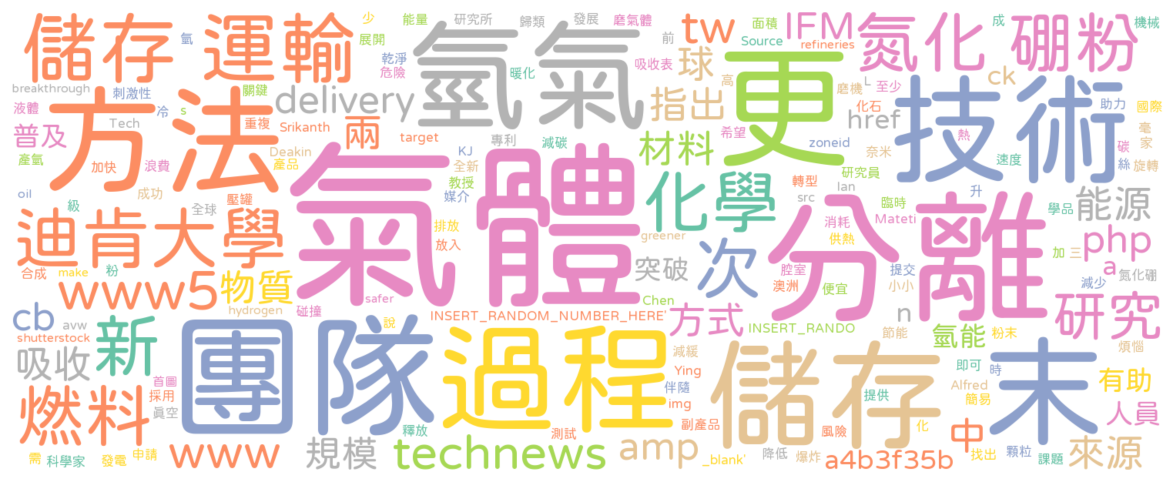 儲存 運輸
氫氣
更
tw
IFM
氮化 硼粉
方法
技術
氣體
分離
迪肯大學
團隊
過程
儲存
末
燃料
新
化學
材料
指出
球
delivery
兩
www5
物質
cb
吸收
www
規模
technews
amp
a4b3f35b
中
來源
人員
有助
研究
php
a
能源
次
突破
方式
氫能
n
href
ck
普及
少
能量
研究所
歸類
發展
磨氣體
前
面積
成
機械
氫
展開
乾淨
危險
暖化
吸收表
Source
refineries
高
磨機
L
至少
國際
助力
breakthrough
刺激性
關鍵
液體
冷
s
Tech
重複
Srikanth
target
專利
減碳
希望
化石
熱
毫
家
碳
絲
旋轉
產氫
加快
浪費
Deakin
產品
KJ
教授
媒介
全新
奈米
zoneid
研究員
速度
oil
級
成功
全球
壓罐
排放
放入
轉型
src
Ian
臨時
升
Mateti
消耗
供熱
學品
合成
make
粉
avw
hydrogen
safer
碰撞
greener
Chen
腔室
澳洲
提交
小小
便宜
加
三
氮化硼
減少
shutterstock
INSERT_RANDOM_NUMBER_HERE'
INSERT_RANDO
說
減緩
Ying
伴隨
img
副產品
節能
粉末
煩惱
即可
時
提供
Alfred
簡易
首圖
採用
真空
釋放
測試
_blank'
降低
爆炸
風險
化
找出
顆粒
課題
需
科學家
發電
申請